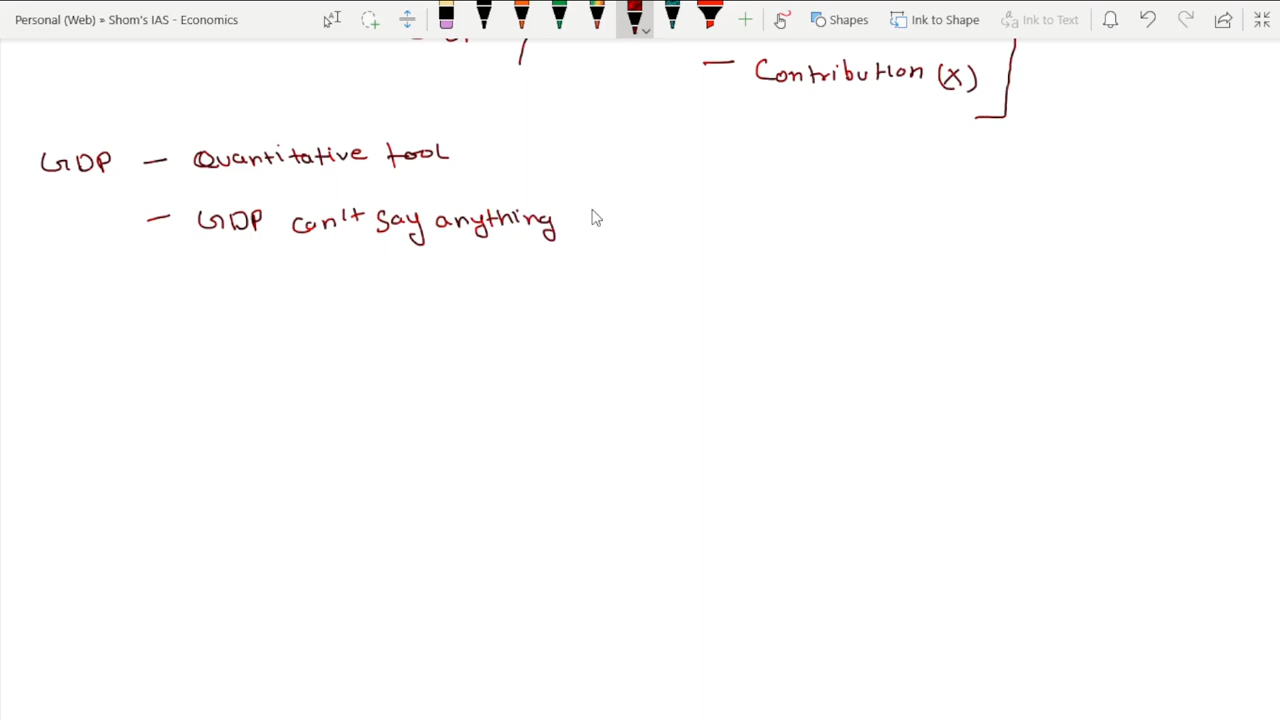 Personal (Web) » Shom's IAS - Economics
Shapes
Ink to Shape
Ink to Text
— Contribution (x)
GDP — Quantitative tool
— GDP can't say anything